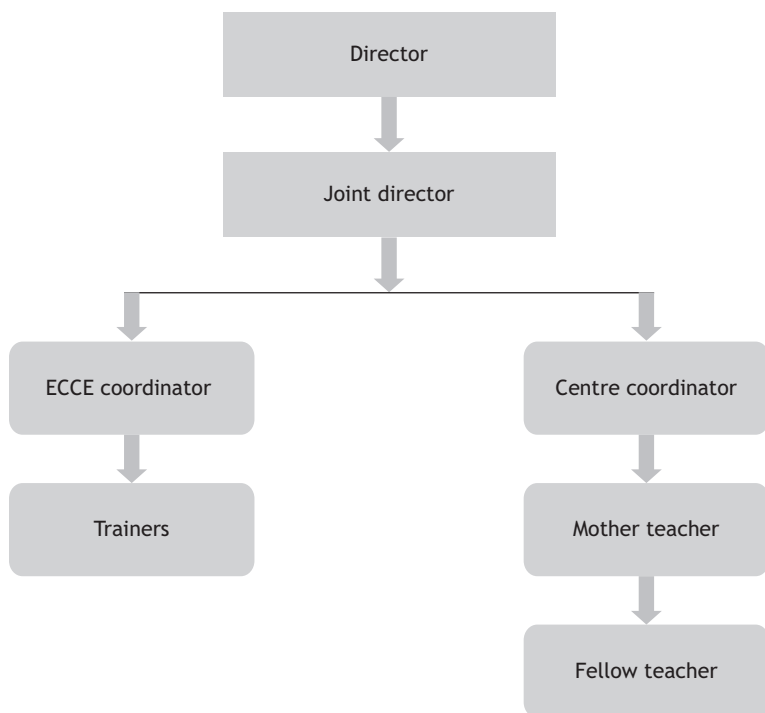 Director
Joint director
ECCE coordinator
Centre coordinator
Trainers
Mother teacher
Fellow teacher